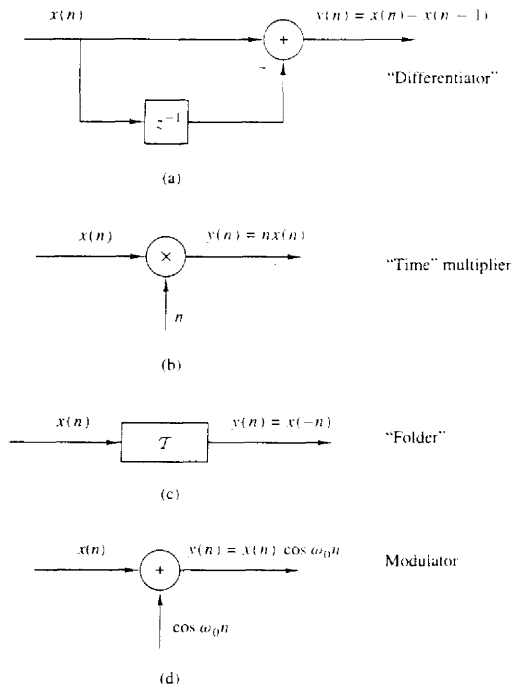 x(n)
y(n) = x(n) − x(n − 1)
+
−
"Differentiator"
z⁻¹
(a)
x(n)
y(n) = nx(n)
×
"Time" multiplier
n
(b)
x(n)
y(n) = x(−n)
𝒯
"Folder"
(c)
x(n)
y(n) = x(n) cos ω₀n
Modulator
+
cos ω₀n
(d)